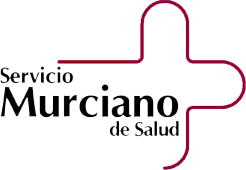 Servicio
Murciano
de Salud